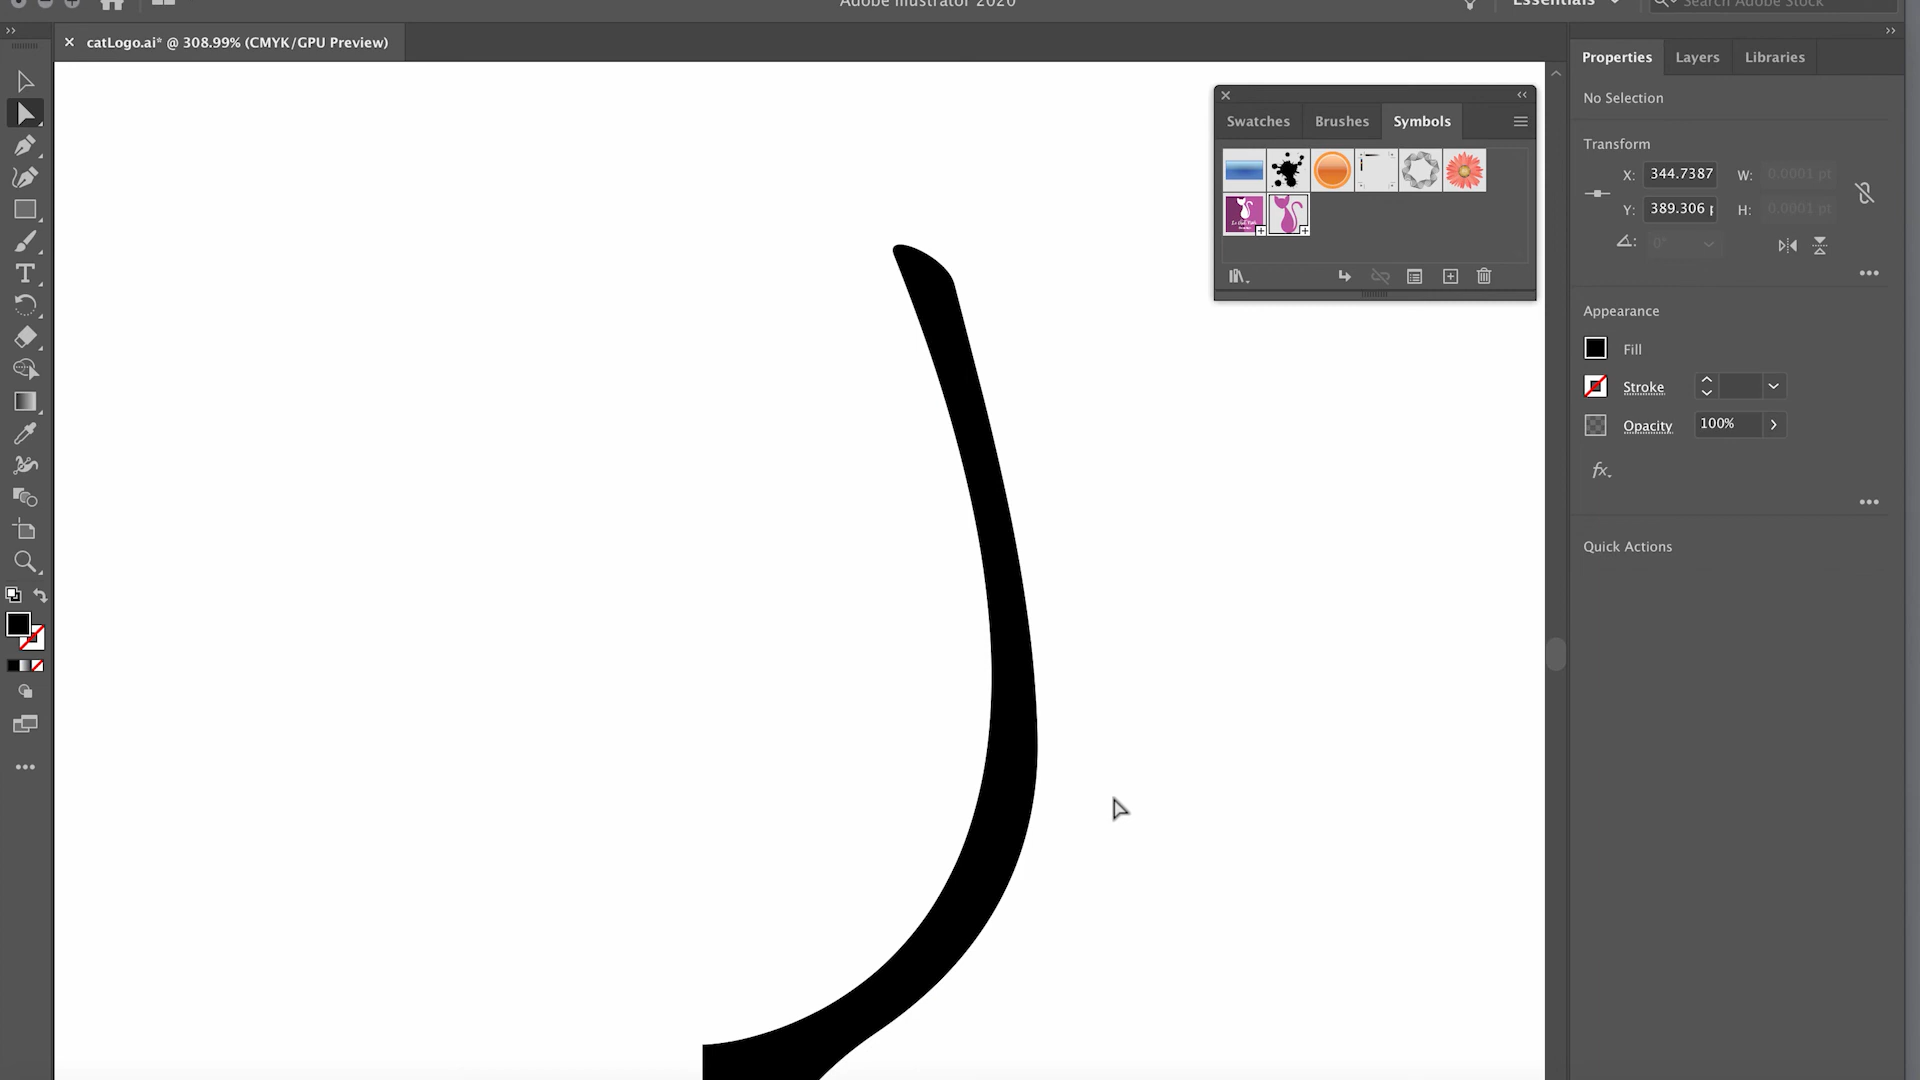 Adobe Illustrator 2020
Essentials
Search Adobe Stock
catLogo.ai* @ 308.99% (CMYK/GPU Preview)
Properties
Layers
Libraries
No Selection
Swatches
Brushes
Symbols
Transform
X:
344.7387
W:
0.0001 pt
Y:
389.306 p
H:
0.0001 pt
0°
Appearance
Fill
Stroke
Opacity
100%
fx.
Quick Actions
T